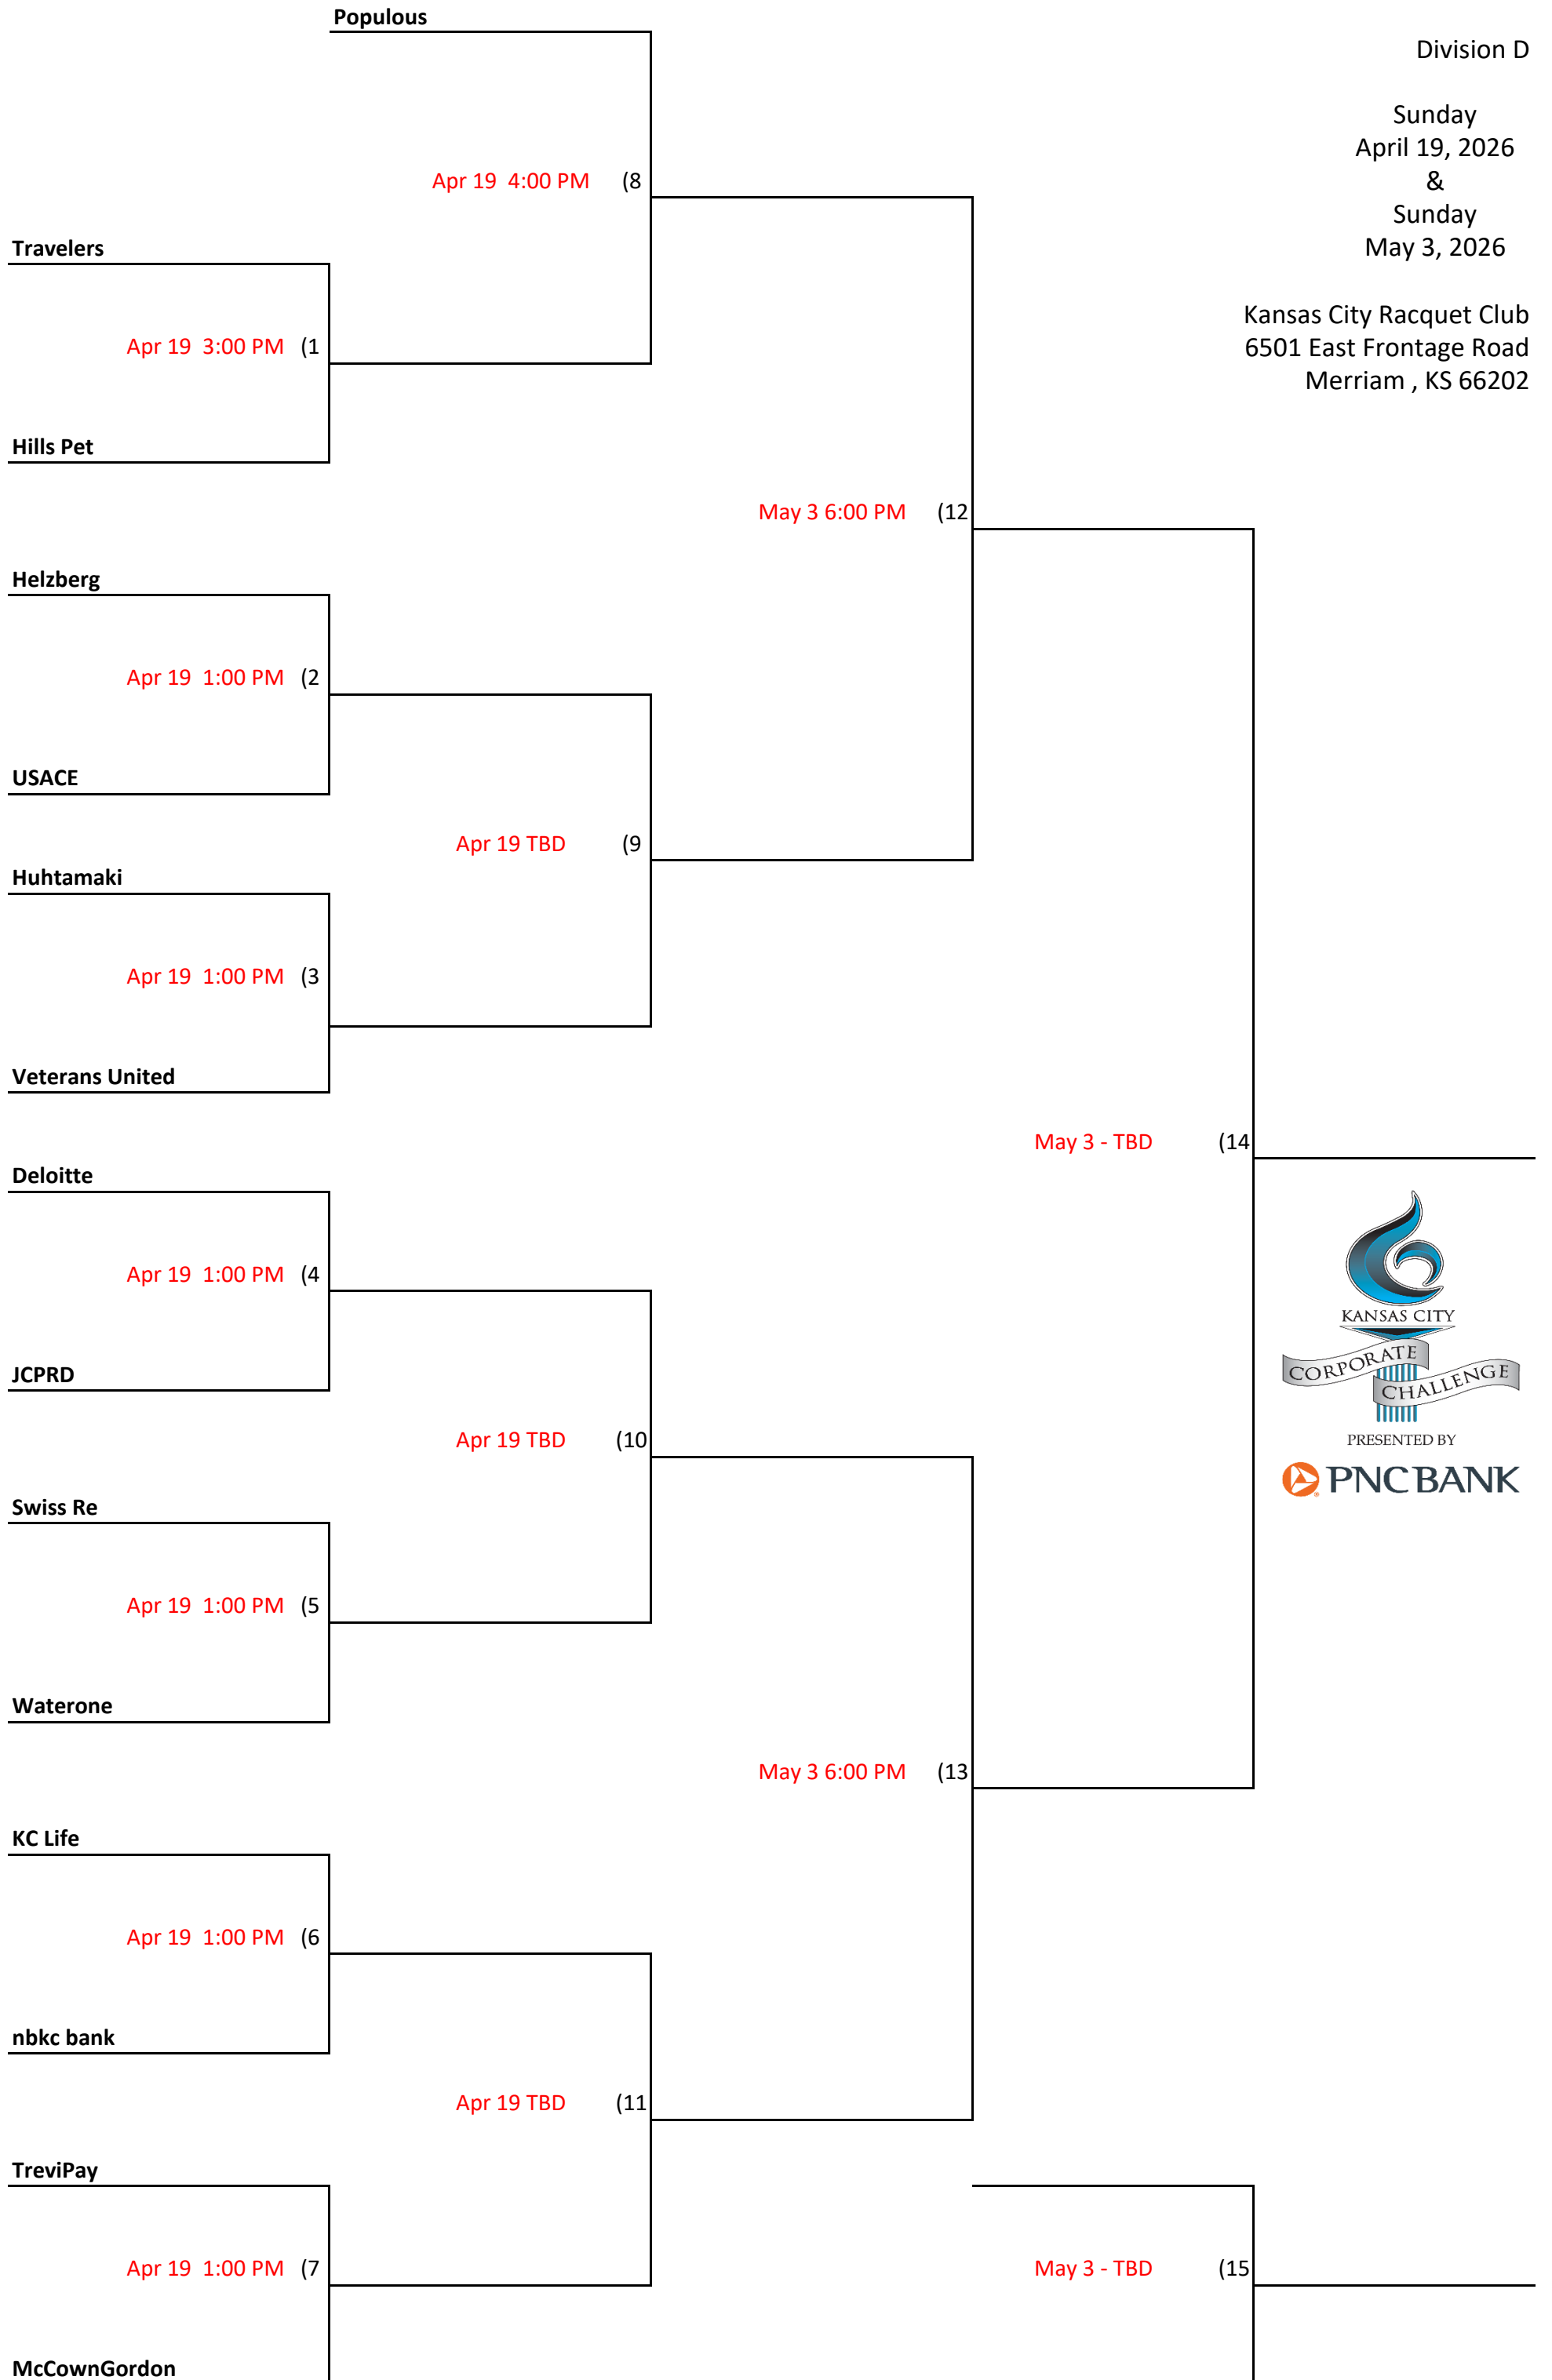 Populous
Division D
Sunday
April 19, 2026
&
Sunday
May 3, 2026
Apr 19  4:00 PM (8
Travelers
Kansas City Racquet Club
6501 East Frontage Road
Merriam , KS 66202
Apr 19  3:00 PM (1
Hills Pet
May 3 6:00 PM (12
Helzberg
Apr 19  1:00 PM (2
USACE
Apr 19 TBD (9
Huhtamaki
Apr 19  1:00 PM (3
Veterans United
May 3 - TBD (14
Deloitte
Apr 19  1:00 PM (4
KANSAS CITY
CORPORATE
CHALLENGE
JCPRD
Apr 19 TBD (10
PRESENTED BY
PNC BANK
Swiss Re
Apr 19  1:00 PM (5
Waterone
May 3 6:00 PM (13
KC Life
Apr 19  1:00 PM (6
nbkc bank
Apr 19 TBD (11
TreviPay
Apr 19  1:00 PM (7
May 3 - TBD (15
McCownGordon